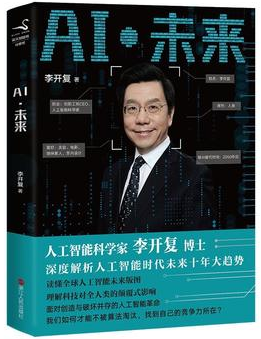 AI·未来
李开复 著
AI·未来
李开复
人工智能科学家 李开复 博士
深度解析人工智能时代未来十年大趋势
读懂全球人工智能未来版图
理解科技对全人类的颠覆式影响
面对创造与破坏并存的人工智能革命
我们如何才能不被算法淘汰,找到自己的竞争力所在?